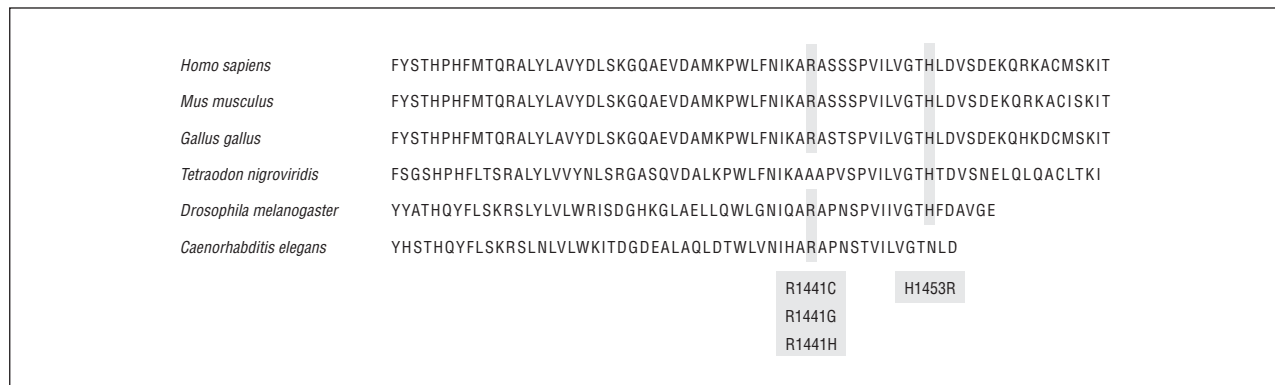 Homo sapiens FYSTHPHFMTQRALYLAVYDLSKGQAEVDAMKPWLFNIKARASSSPVILVGTHLDVSDEKQRKACMSKIT
Mus musculus FYSTHPHFMTQRALYLAVYDLSKGQAEVDAMKPWLFNIKARASSSPVILVGTHLDVSDEKQRKACISKIT
Gallus gallus FYSTHPHFMTQRALYLAVYDLSKGQAEVDAMKPWLFNIKARASTSPVILVGTHLDVSDEKQHKDCMSKIT
Tetraodon nigroviridis FSGSHPHFLTSRALYLVVYNLSRGASQVDALKPWLFNIKAAAPVSPVILVGTHTDVSNELQLQACLTKI
Drosophila melanogaster YYATHQYFLSKRSLYLVLWRISDGHKGLAELLQWLGNIQARAPNSPVIIVGTHFDAVGE
Caenorhabditis elegans YHSTHQYFLSKRSLNLVLWKITDGDEALAQLDTWLVNIHARAPNSTVILVGTNLD
R1441C H1453R
R1441G
R1441H